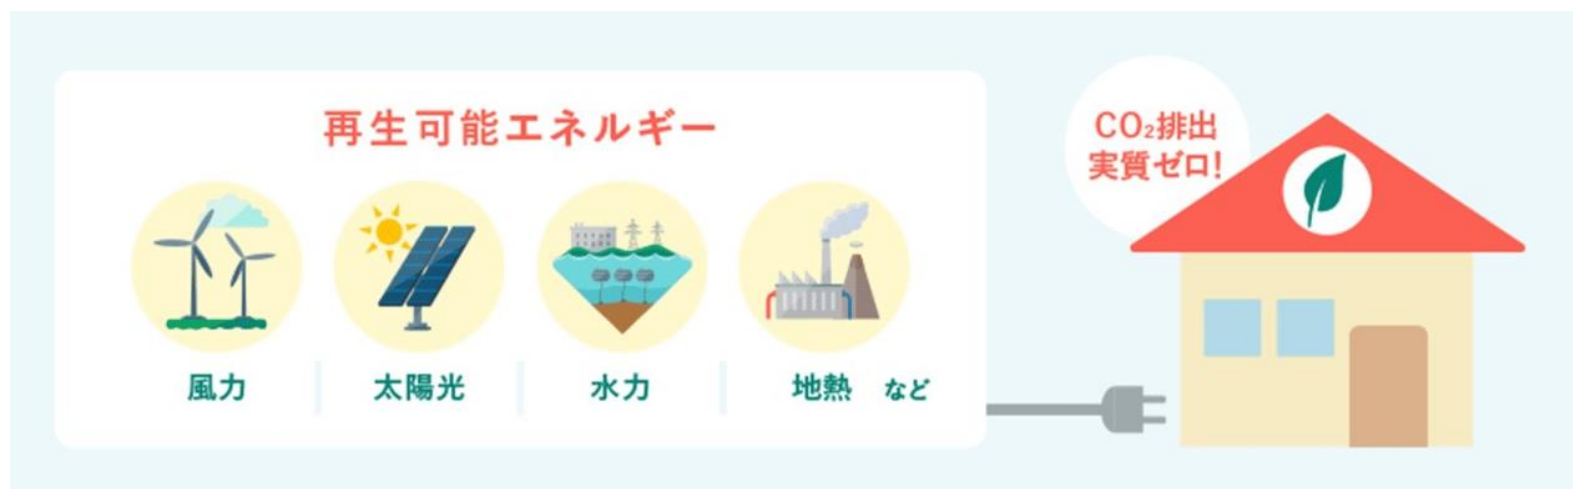 再生可能エネルギー
CO₂排出
実質ゼロ!
風力
太陽光
水力
地熱 など